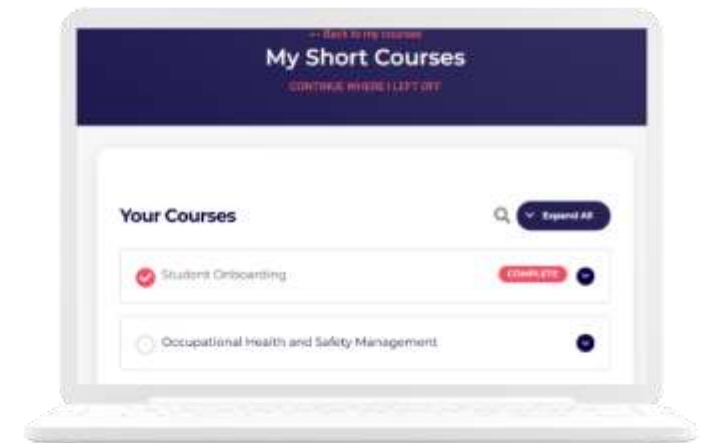 ← Back to my courses
My Short Courses
CONTINUE WHERE I LEFT OFF
Your Courses
Expand All
Student Onboarding
COMPLETE
Occupational Health and Safety Management